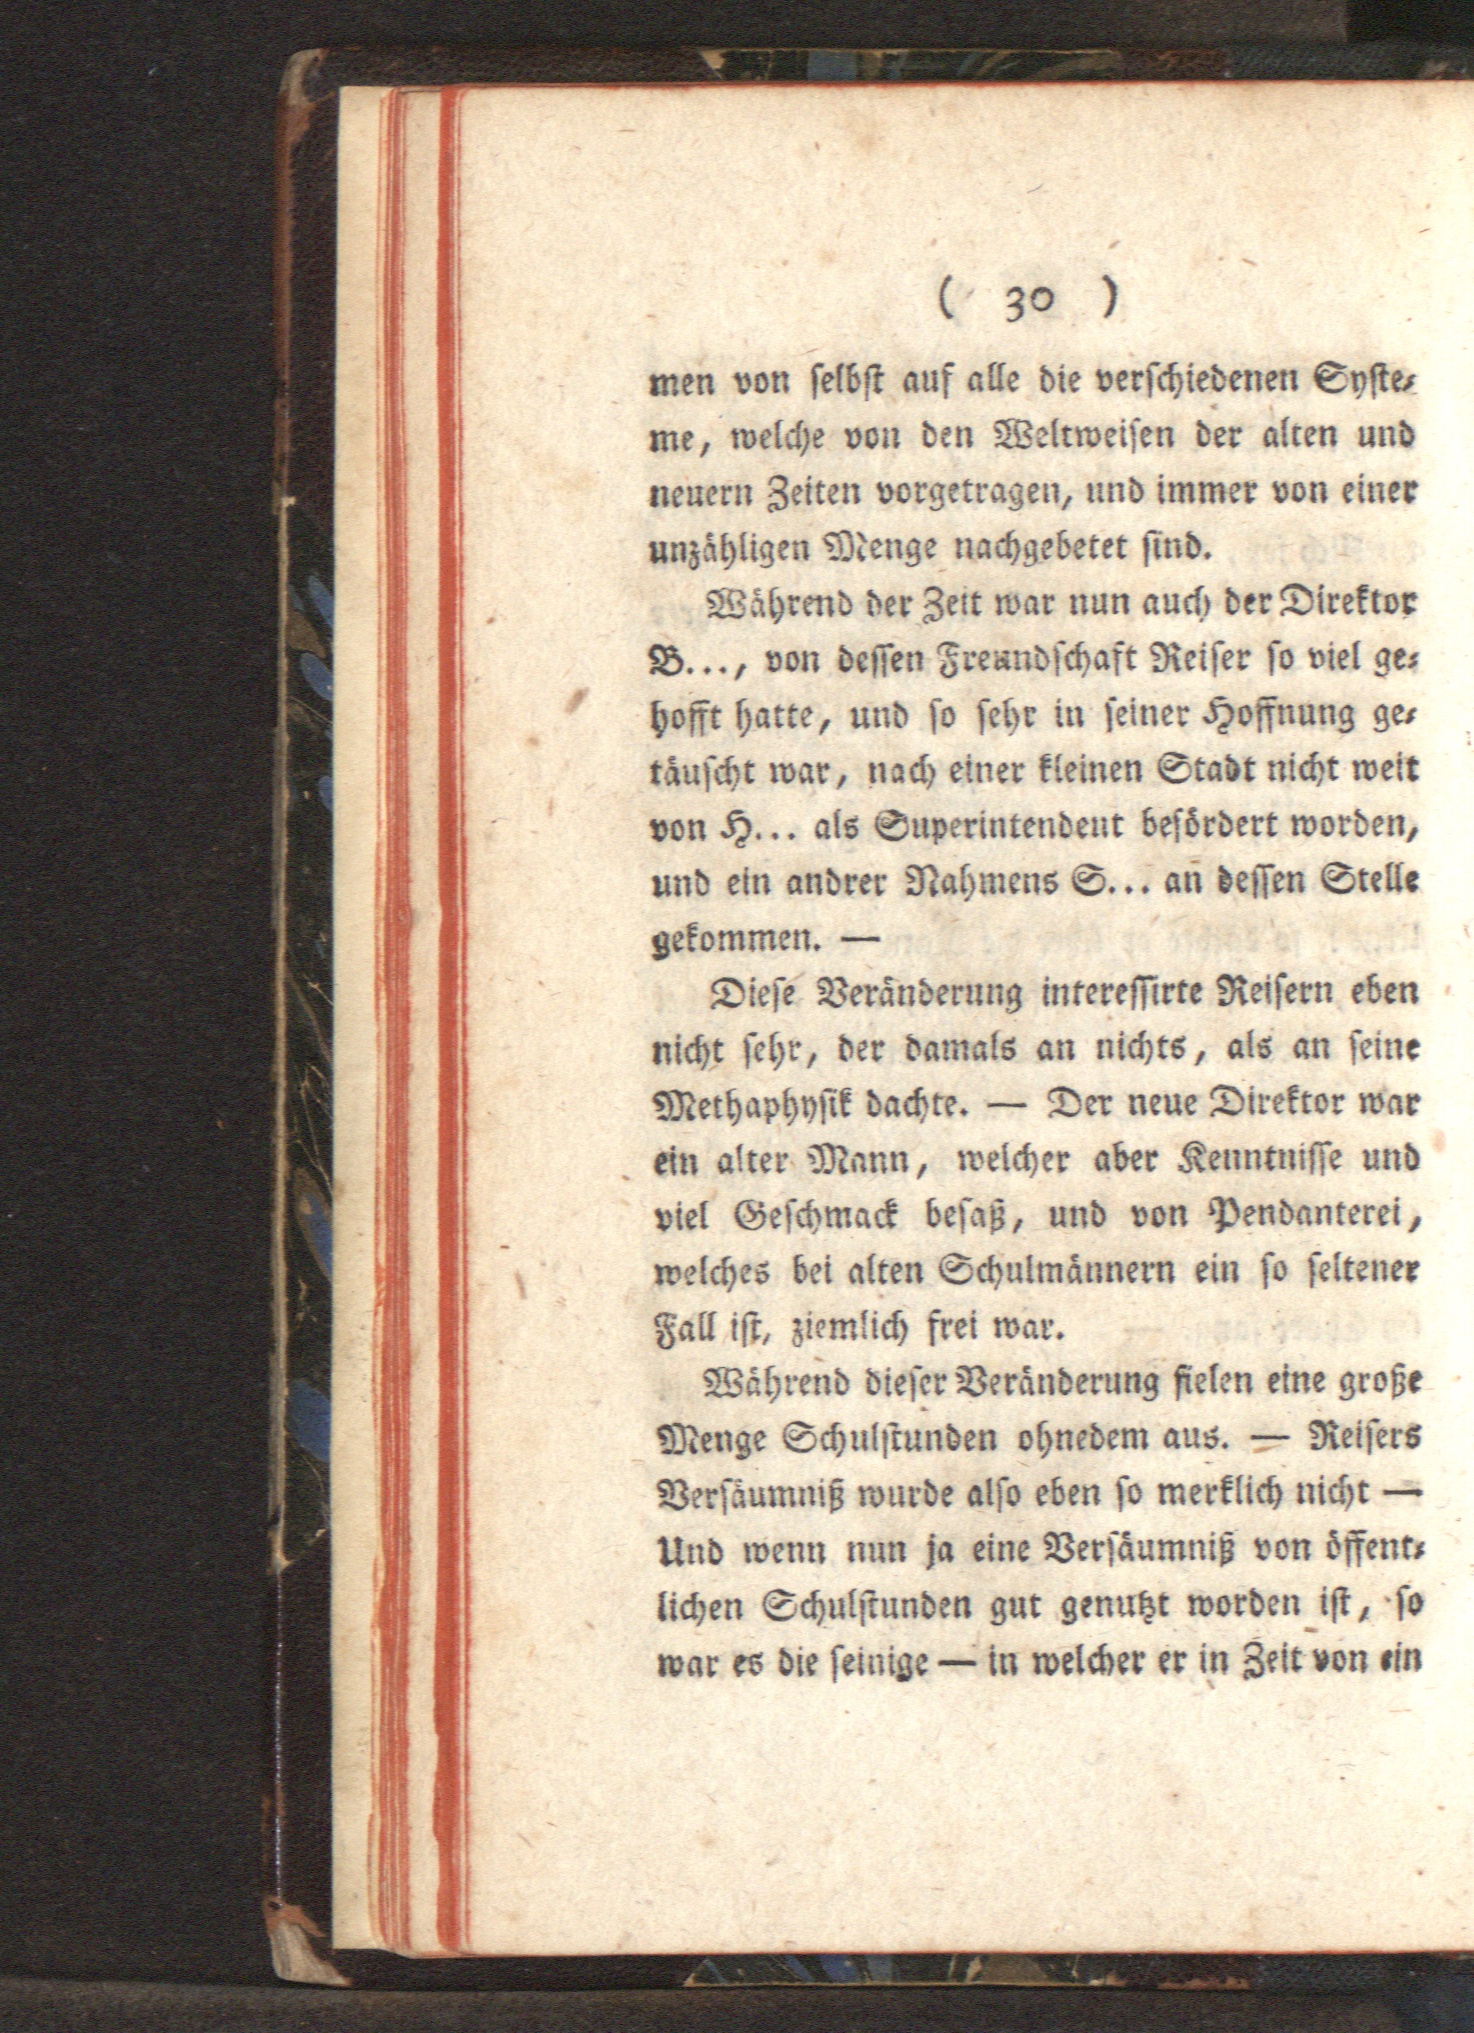 ( 30 )
men von ſelbſt auf alle die verſchiedenen Syſte⸗
me, welche von den Weltweiſen der alten und
neuern Zeiten vorgetragen, und immer von einer
unzähligen Menge nachgebetet ſind.
Während der Zeit war nun auch der Direktor
B..., von deſſen Freundſchaft Reiſer ſo viel ge⸗
hofft hatte, und ſo ſehr in ſeiner Hoffnung ge⸗
täuſcht war, nach einer kleinen Stadt nicht weit
von H... als Superintendent befördert worden,
und ein andrer Nahmens S... an deſſen Stelle
gekommen. —
Dieſe Veränderung intereſſirte Reiſern eben
nicht ſehr, der damals an nichts, als an ſeine
Methaphyſik dachte. — Der neue Direktor war
ein alter Mann, welcher aber Kenntniſſe und
viel Geſchmack beſaß, und von Pendanterei,
welches bei alten Schulmännern ein ſo ſeltener
Fall iſt, ziemlich frei war.
Während dieſer Veränderung fielen eine große
Menge Schulſtunden ohnedem aus. — Reiſers
Verſäumniß wurde alſo eben ſo merklich nicht —
Und wenn nun ja eine Verſäumniß von öffent⸗
lichen Schulſtunden gut genutzt worden iſt, ſo
war es die ſeinige — in welcher er in Zeit von ein